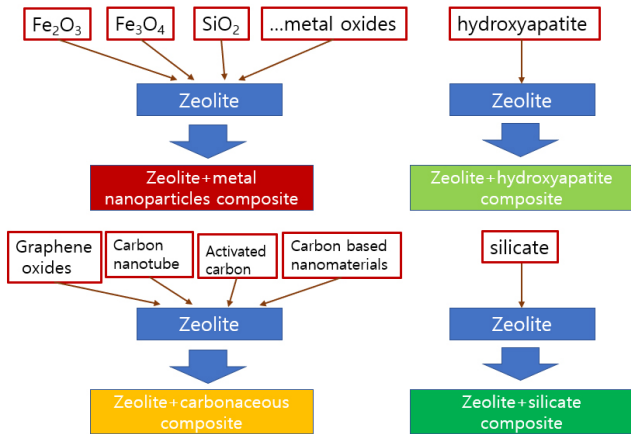 Fe₂O₃
Fe₃O₄
SiO₂
...metal oxides
hydroxyapatite
Zeolite
Zeolite
Zeolite+metal
nanoparticles composite
Zeolite+hydroxyapatite
composite
Graphene
oxides
Carbon
nanotube
Activated
carbon
Carbon based
nanomaterials
silicate
Zeolite
Zeolite
Zeolite+carbonaceous
composite
Zeolite+silicate
composite